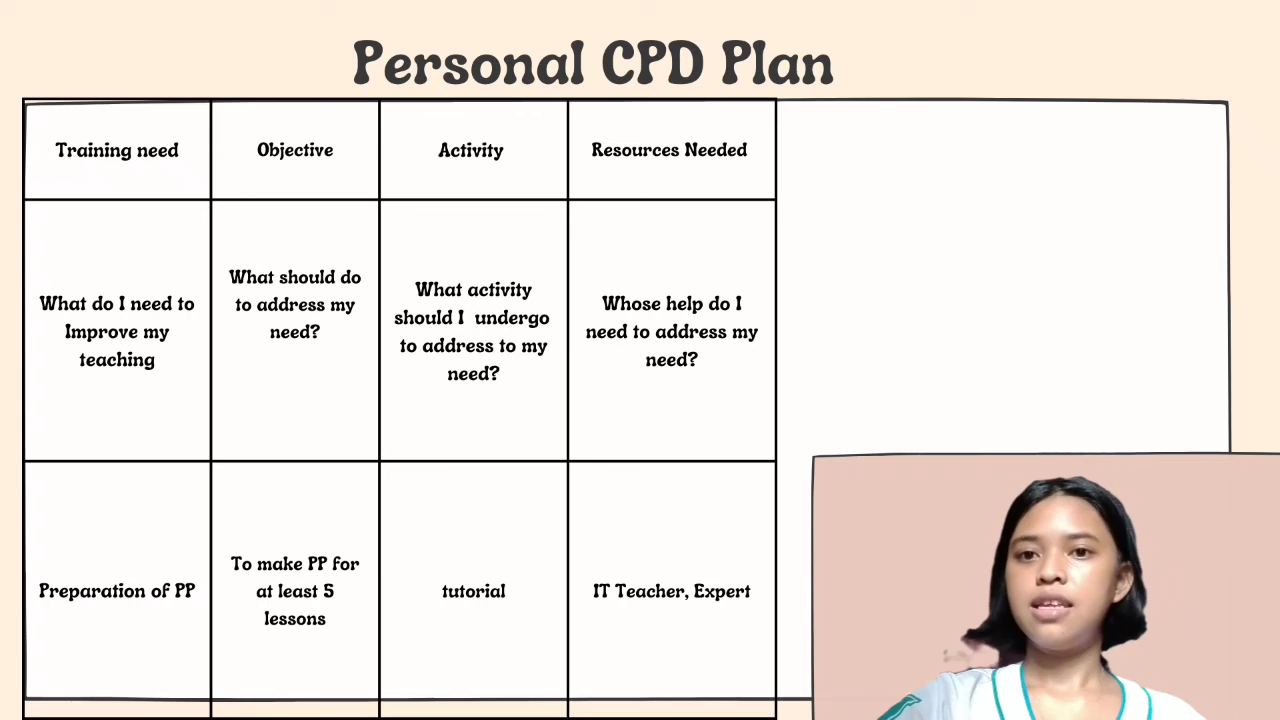 Personal CPD Plan
Training need
Objective
Activity
Resources Needed
What do I need to
Improve my
teaching
What should do
to address my
need?
What activity
should I undergo
to address to my
need?
Whose help do I
need to address my
need?
Preparation of PP
To make PP for
at least 5
lessons
tutorial
IT Teacher, Expert